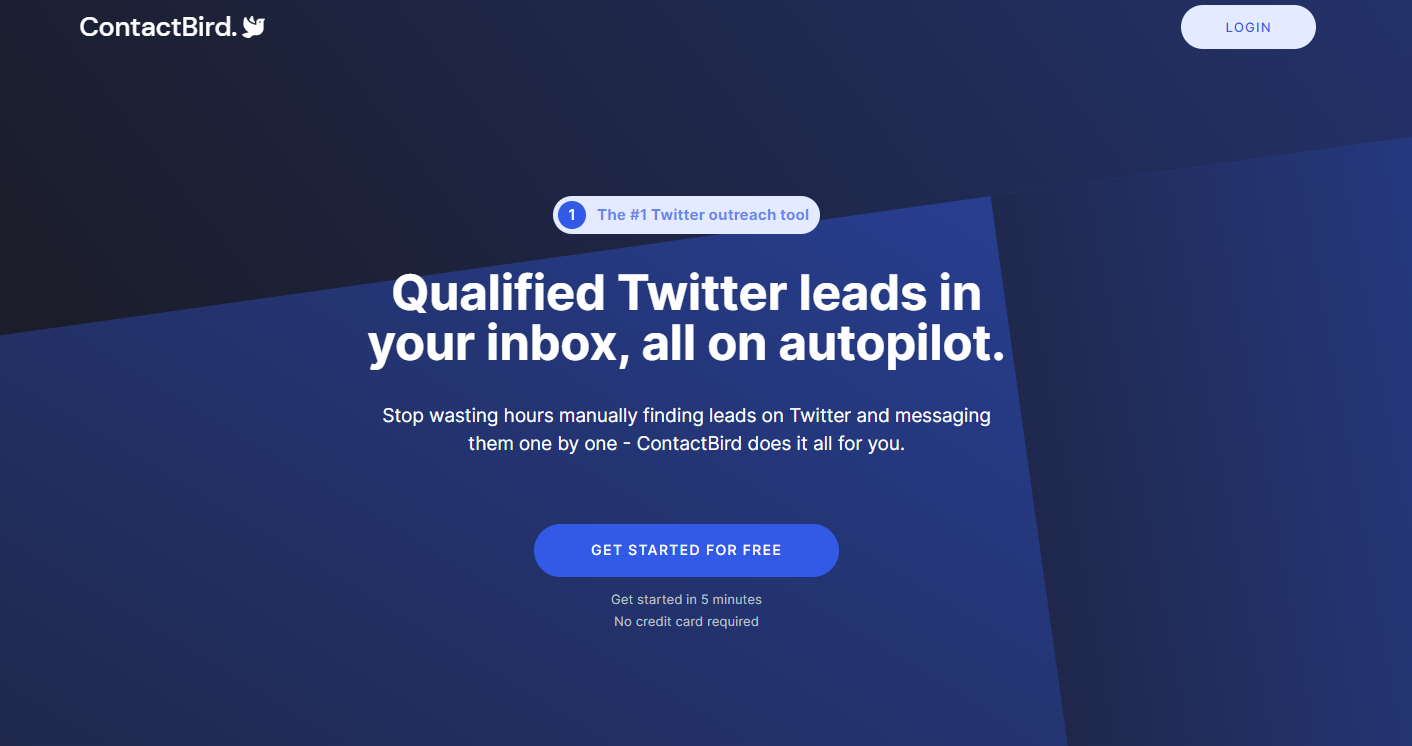 ContactBird.
LOGIN
1 The #1 Twitter outreach tool
Qualified Twitter leads in
your inbox, all on autopilot.
Stop wasting hours manually finding leads on Twitter and messaging
them one by one - ContactBird does it all for you.
GET STARTED FOR FREE
Get started in 5 minutes
No credit card required